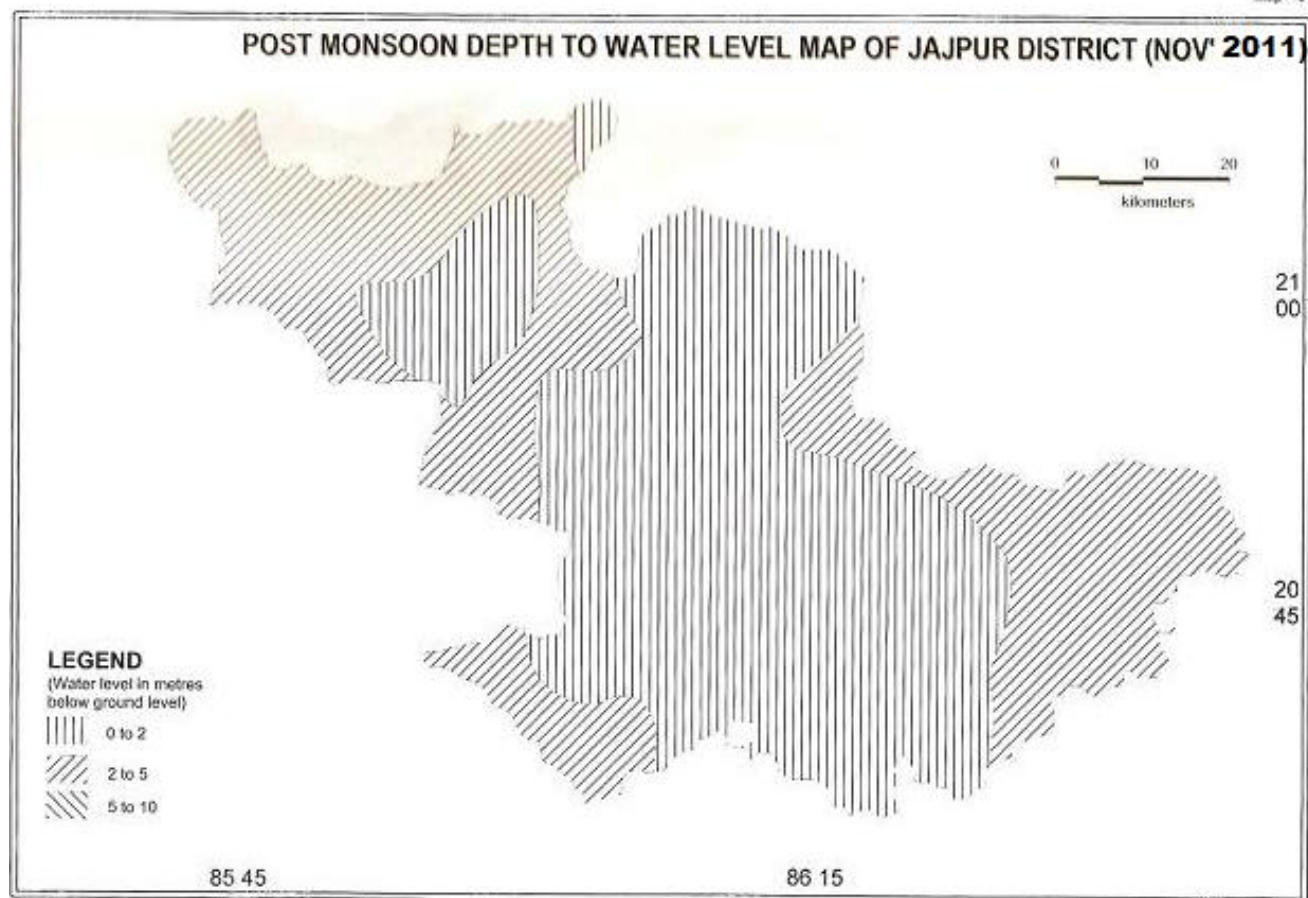 POST MONSOON DEPTH TO WATER LEVEL MAP OF JAJPUR DISTRICT (NOV' 2011)
0 10 20
kilometers
21
00
20
45
LEGEND
(Water level in metres
below ground level)
0 to 2
2 to 5
5 to 10
85 45
86 15